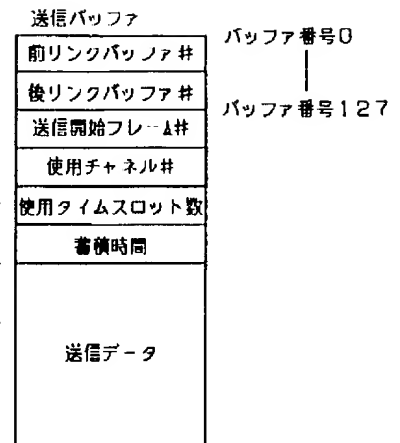 送信バッファ
バッファ番号0
前リンクバッファ#
後リンクバッファ#
バッファ番号127
送信開始フレーム#
使用チャネル#
使用タイムスロット数
蓄積時間
送信データ